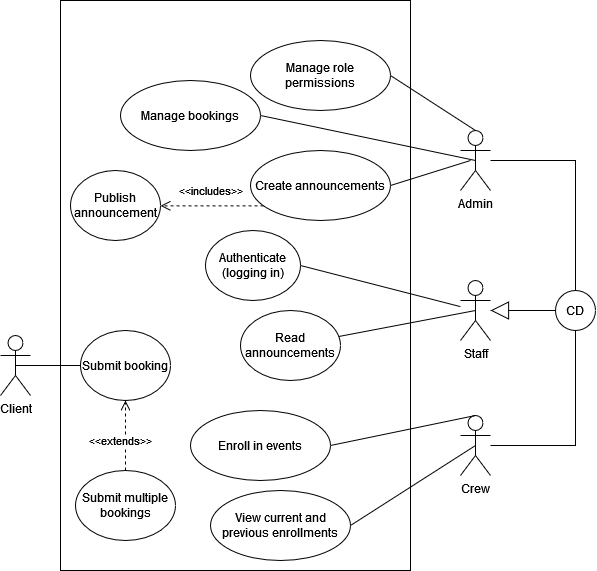 Manage role
permissions
Manage bookings
Create announcements
<<includes>>
Publish
announcement
Admin
Authenticate
(logging in)
CD
Read
announcements
Staff
Submit booking
Client
<<extends>>
Enroll in events
Submit multiple
bookings
Crew
View current and
previous enrollments